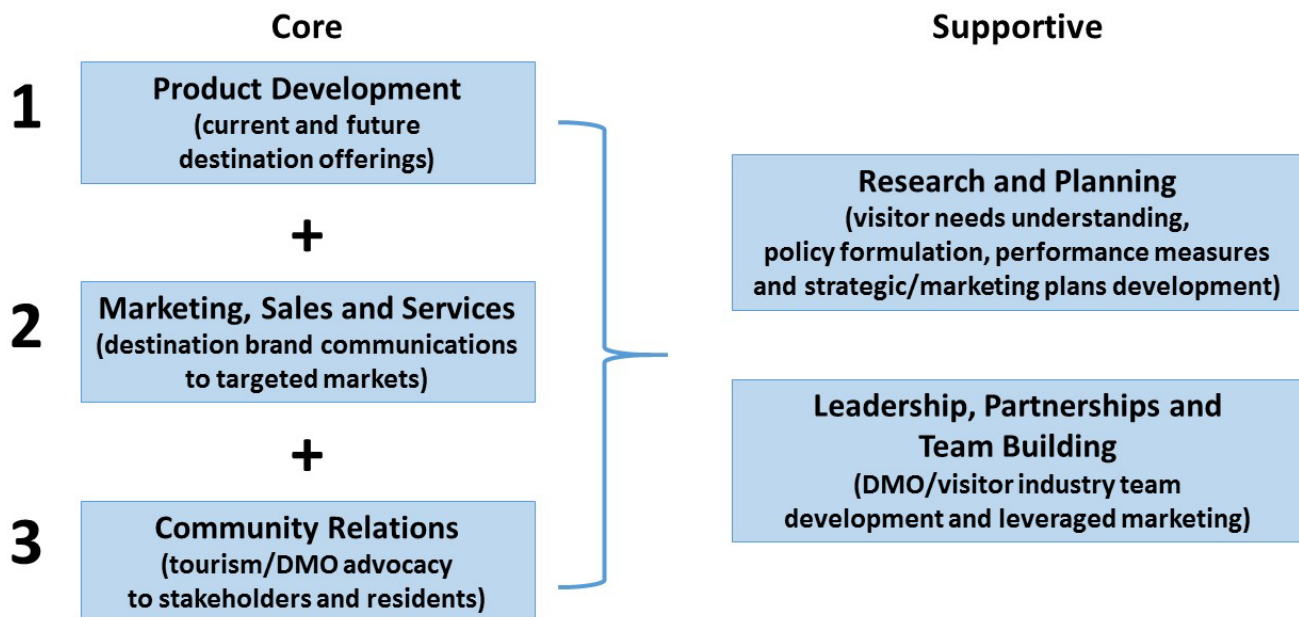 Core
1
Product Development
(current and future
destination offerings)
+
2
Marketing, Sales and Services
(destination brand communications
to targeted markets)
+
3
Community Relations
(tourism/DMO advocacy
to stakeholders and residents)
Supportive
Research and Planning
(visitor needs understanding,
policy formulation, performance measures
and strategic/marketing plans development)
Leadership, Partnerships and
Team Building
(DMO/visitor industry team
development and leveraged marketing)